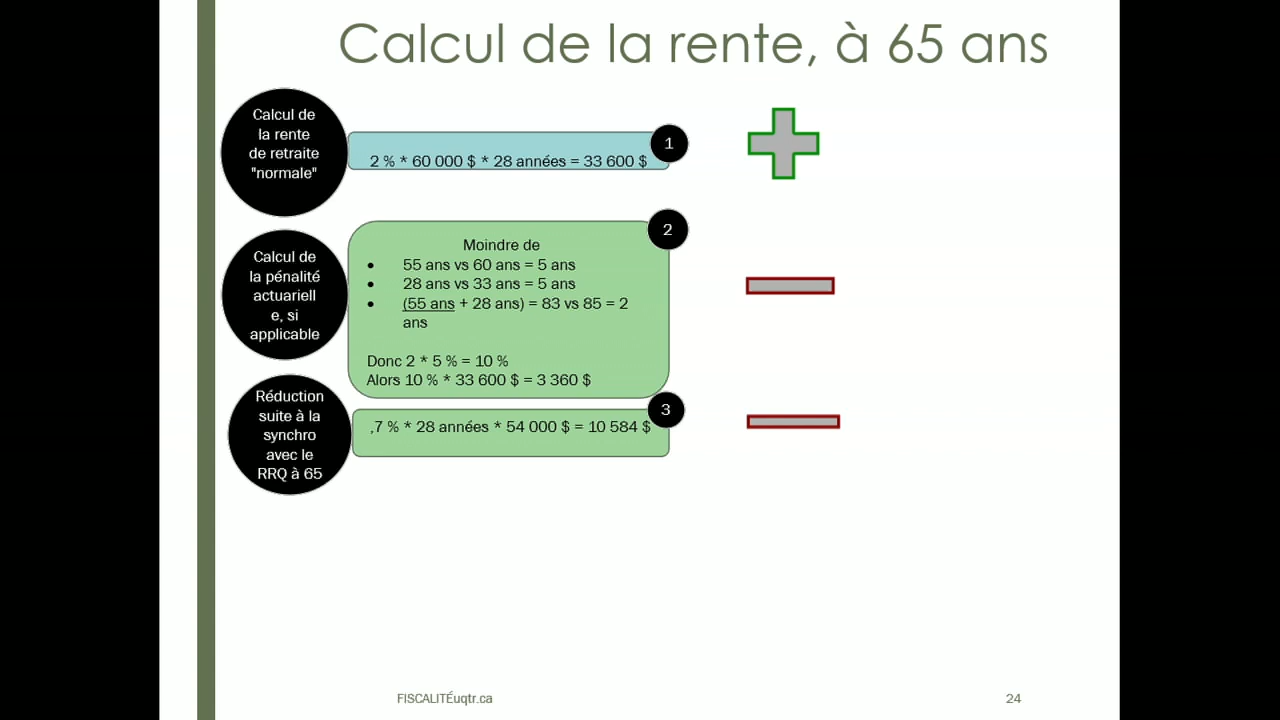 Calcul de la rente, à 65 ans
Calcul de
la rente
de retraite
"normale"
2 % * 60 000 $ * 28 années = 33 600 $
1
Calcul de
la pénalité
actuariell
e, si
applicable
2
Moindre de
• 55 ans vs 60 ans = 5 ans
• 28 ans vs 33 ans = 5 ans
• (55 ans + 28 ans) = 83 vs 85 = 2
ans
Donc 2 * 5 % = 10 %
Alors 10 % * 33 600 $ = 3 360 $
Réduction
suite à la
synchro
avec le
RRQ à 65
3
,7 % * 28 années * 54 000 $ = 10 584 $
FISCALITÉuqtr.ca
24